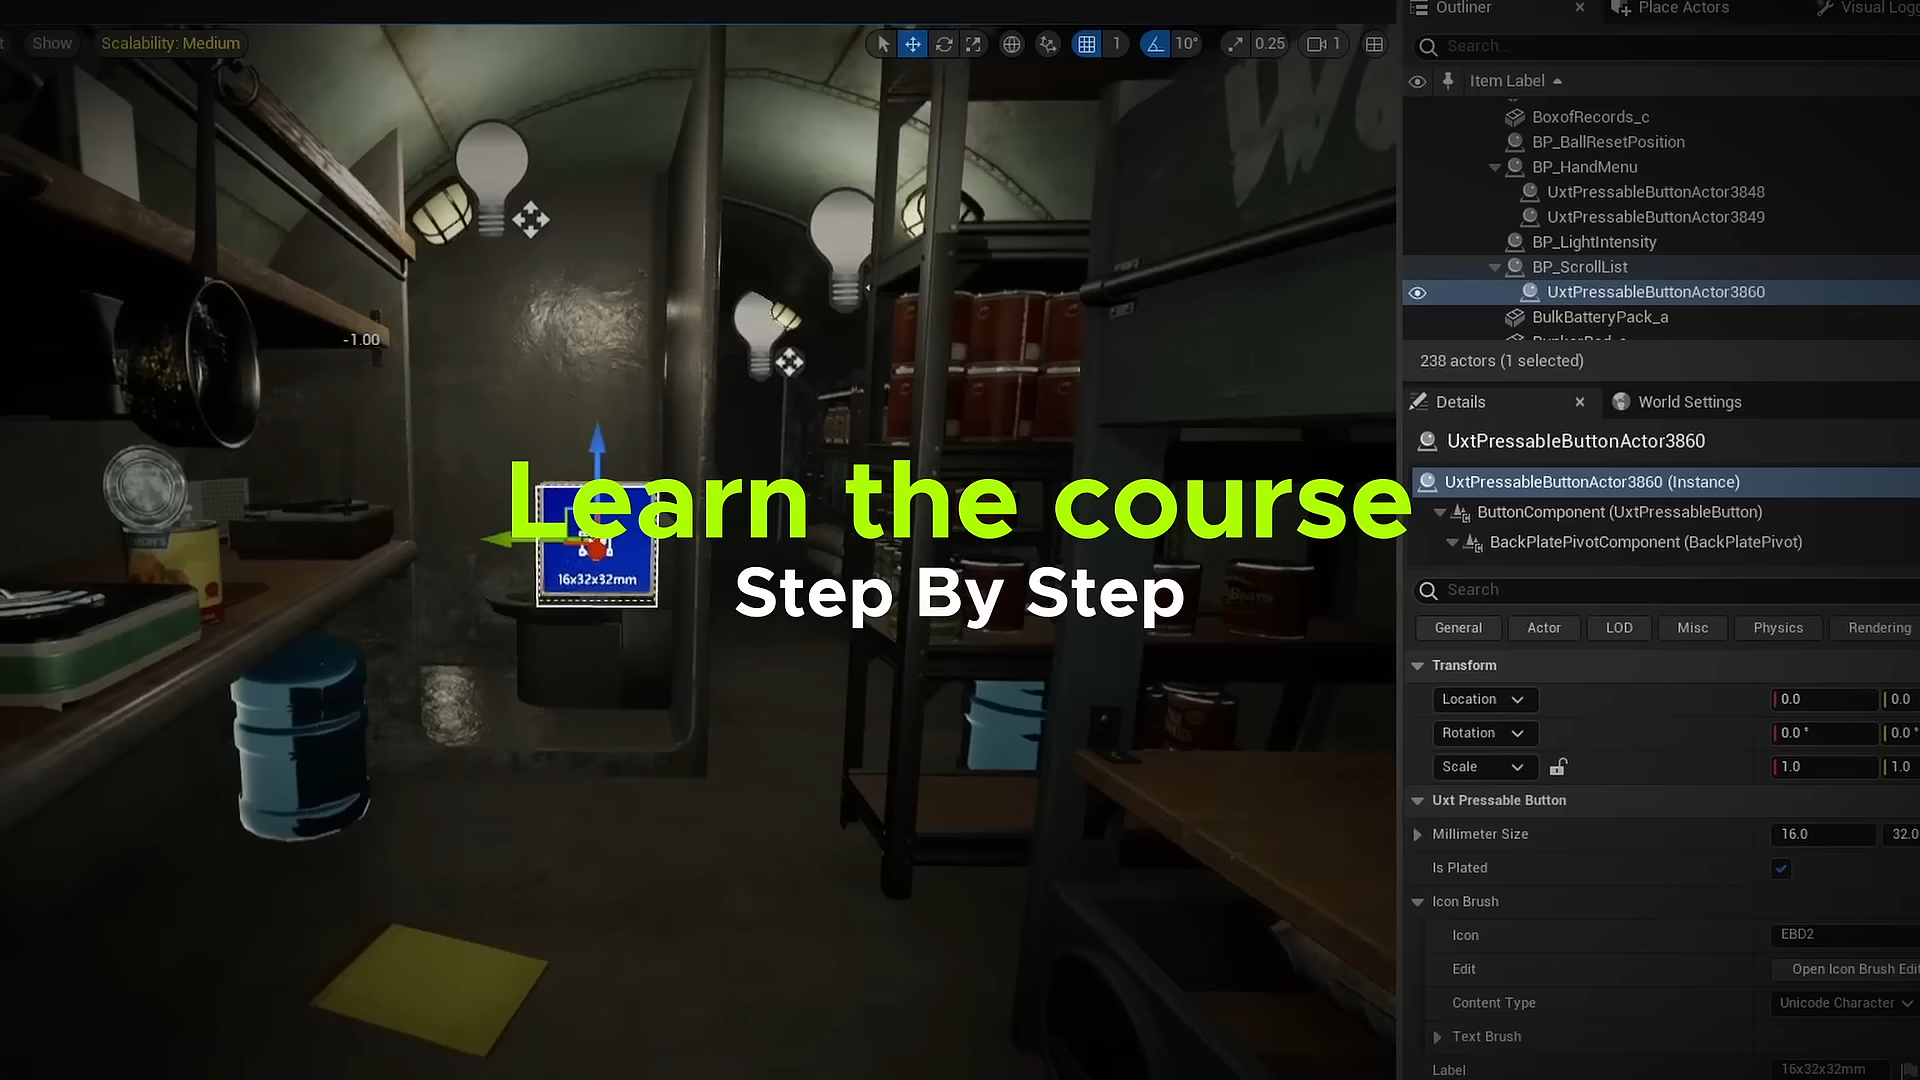 Show
Scalability: Medium
1
10°
0.25
1
Outliner
Place Actors
Search...
Item Label
BoxofRecords_c
BP_BallResetPosition
BP_HandMenu
UxtPressableButtonActor3848
UxtPressableButtonActor3849
BP_LightIntensity
BP_ScrollList
UxtPressableButtonActor3860
BulkBatteryPack_a
238 actors (1 selected)
Details
World Settings
UxtPressableButtonActor3860
UxtPressableButtonActor3860 (Instance)
ButtonComponent (UxtPressableButton)
BackPlatePivotComponent (BackPlatePivot)
Search
General
Actor
LOD
Misc
Physics
Rendering
Transform
Location
0.0
0.0
Rotation
0.0 °
0.0 °
Scale
1.0
1.0
Uxt Pressable Button
Millimeter Size
16.0
32.0
Is Plated
Icon Brush
Icon
EBD2
Edit
Open Icon Brush Edi
Content Type
Unicode Character
Text Brush
Label
16x32x32mm
-1.00
Learn the course
Step By Step
16x32x32mm